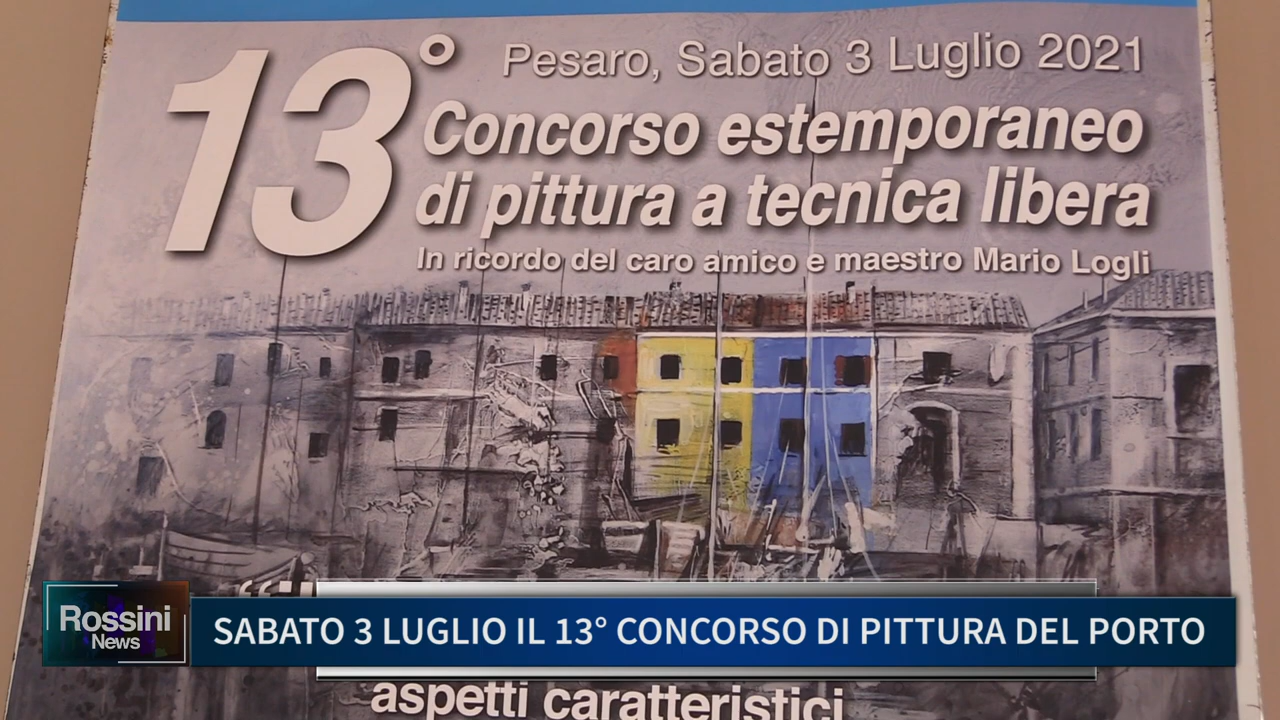 Pesaro, Sabato 3 Luglio 2021
13°
Concorso estemporaneo
di pittura a tecnica libera
In ricordo del caro amico e maestro Mario Logli
Rossini
News
SABATO 3 LUGLIO IL 13° CONCORSO DI PITTURA DEL PORTO
aspetti caratteristici